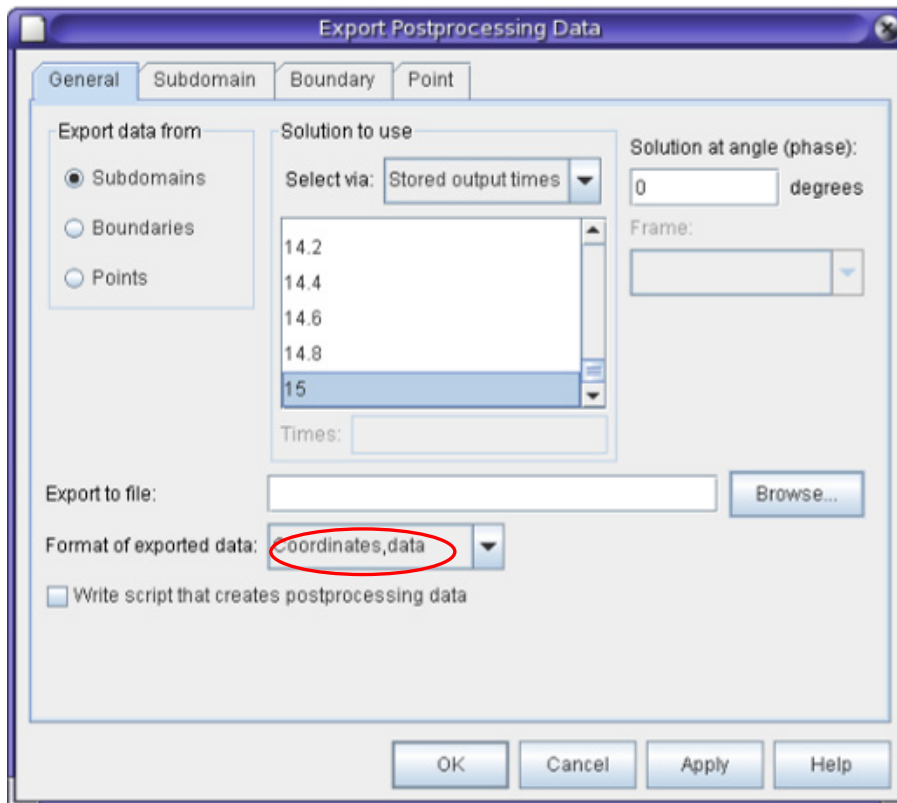 Export Postprocessing Data
General
Subdomain
Boundary
Point
Export data from
Subdomains
Boundaries
Points
Solution to use
Select via:
Stored output times
14.2
14.4
14.6
14.8
15
Times:
Solution at angle (phase):
0
degrees
Frame:
Export to file:
Browse...
Format of exported data:
Coordinates,data
Write script that creates postprocessing data
OK
Cancel
Apply
Help